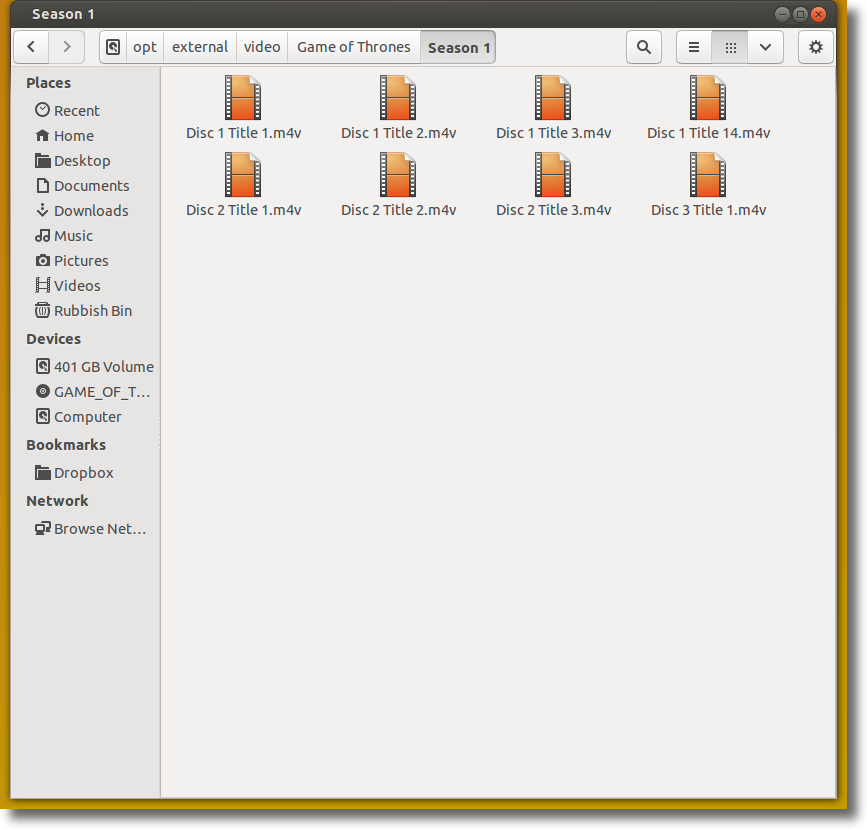 Season 1
opt external video Game of Thrones Season 1
Places
Recent
Home
Desktop
Documents
Downloads
Music
Pictures
Videos
Rubbish Bin
Devices
401 GB Volume
GAME_OF_T...
Computer
Bookmarks
Dropbox
Network
Browse Net...
Disc 1 Title 1.m4v Disc 1 Title 2.m4v Disc 1 Title 3.m4v Disc 1 Title 14.m4v
Disc 2 Title 1.m4v Disc 2 Title 2.m4v Disc 2 Title 3.m4v Disc 3 Title 1.m4v